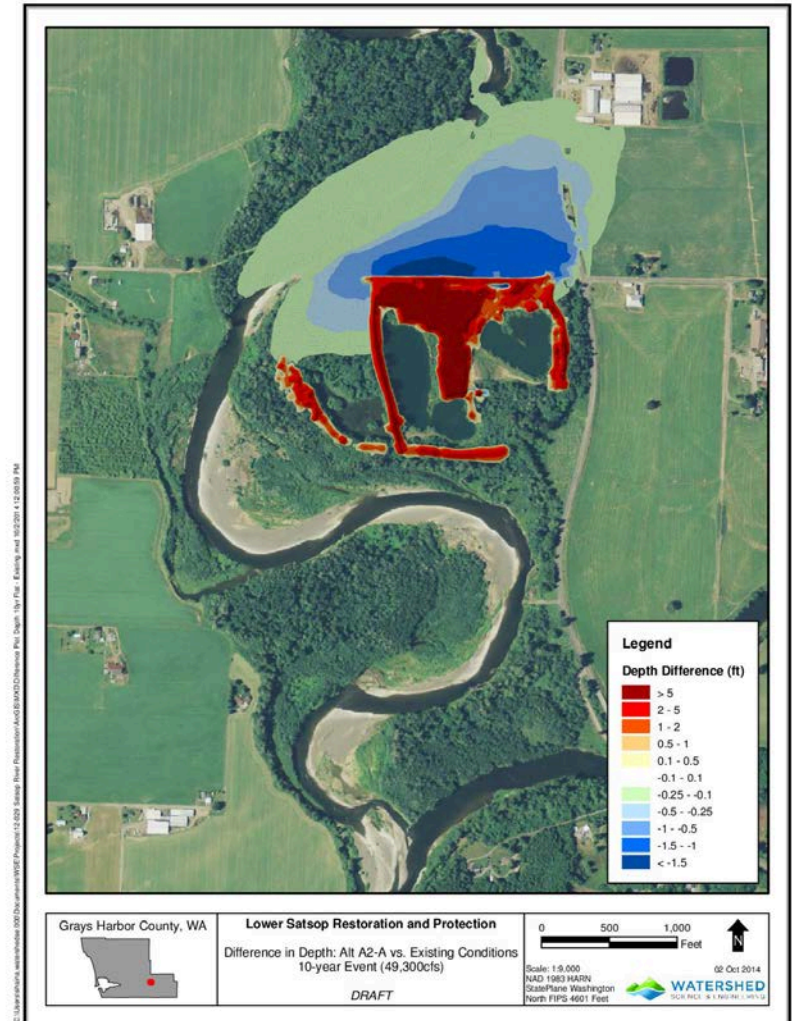 Legend
Depth Difference (ft)
> 5
2 - 5
1 - 2
0.5 - 1
0.1 - 0.5
-0.1 - 0.1
-0.25 - -0.1
-0.5 - -0.25
-1 - -0.5
-1.5 - -1
< -1.5
Grays Harbor County, WA
Lower Satsop Restoration and Protection
Difference in Depth: Alt A2-A vs. Existing Conditions
10-year Event (49,300cfs)
DRAFT
0 500 1,000
Feet
N
Scale: 1:9,000
NAD 1983 HARN
StatePlane Washington
North FIPS 4601 Feet
02 Oct 2014
WATERSHED
SCIENCE & ENGINEERING